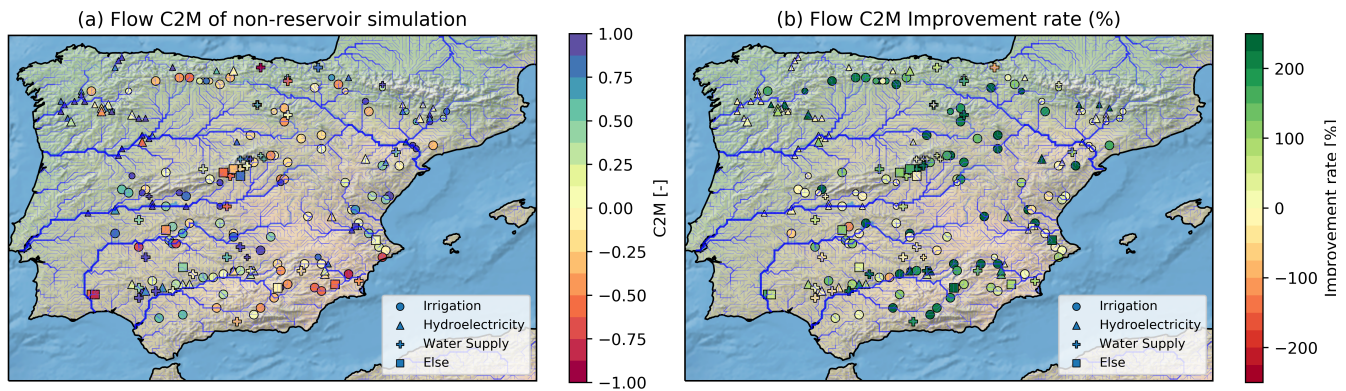 (a) Flow C2M of non-reservoir simulation
1.00
0.75
0.50
0.25
0.00
−0.25
−0.50
−0.75
−1.00
C2M [-]
Irrigation
Hydroelectricity
Water Supply
Else
(b) Flow C2M Improvement rate (%)
200
100
0
−100
−200
Improvement rate [%]
Irrigation
Hydroelectricity
Water Supply
Else